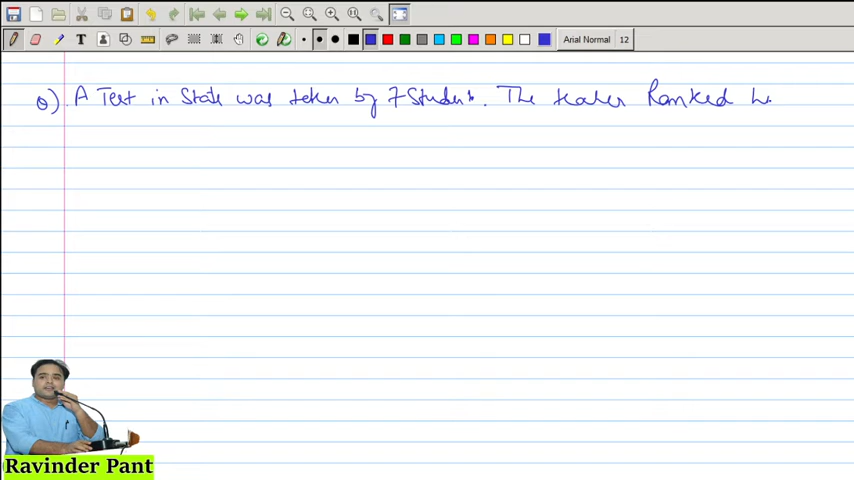 Arial Normal 12
Q) A Test in Stats was taken by 7 Students. The teacher Ranked
Ravinder Pant